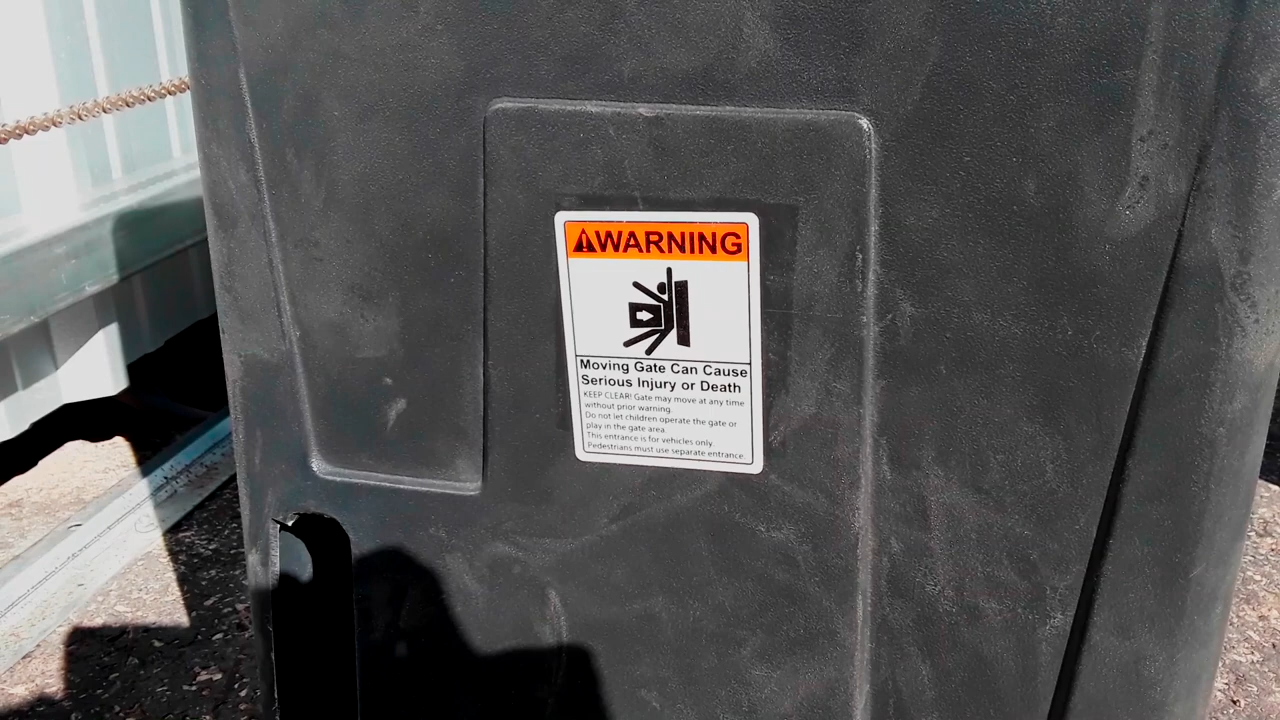 WARNING
Moving Gate Can Cause
Serious Injury or Death
KEEP CLEAR! Gate may move at any time
without prior warning.
Do not let children operate the gate or
play in the gate area.
This entrance is for vehicles only.
Pedestrians must use separate entrance.